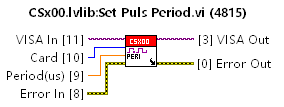 CSx00.lvlib:Set Puls Period.vi (4815)
VISA In [11]
CSX00
[3] VISA Out
Card [10]
PERI
[0] Error Out
Period(us) [9]
Error In [8]